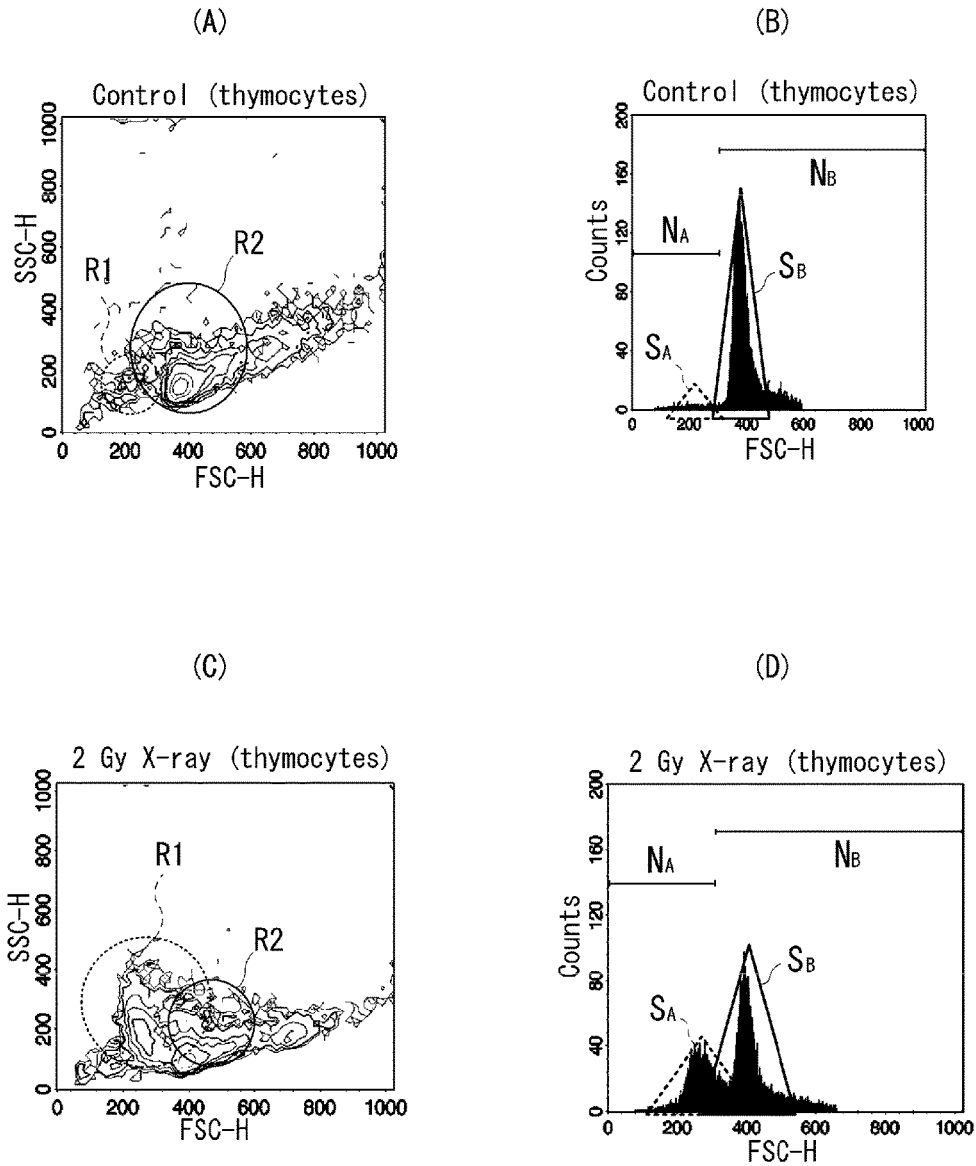 (A)
Control (thymocytes)
1000
800
600
400
200
0
SSC-H
R1
R2
0 200 400 600 800 1000
FSC-H
(B)
Control (thymocytes)
200
160
120
80
40
0
Counts
NA
NB
SA
SB
200 400 600 800 1000
FSC-H
(C)
2 Gy X-ray (thymocytes)
1000
800
600
400
200
0
SSC-H
R1
R2
0 200 400 600 800 1000
FSC-H
(D)
2 Gy X-ray (thymocytes)
200
160
120
80
40
0
Counts
NA
NB
SA
SB
0 200 400 600 800 1000
FSC-H